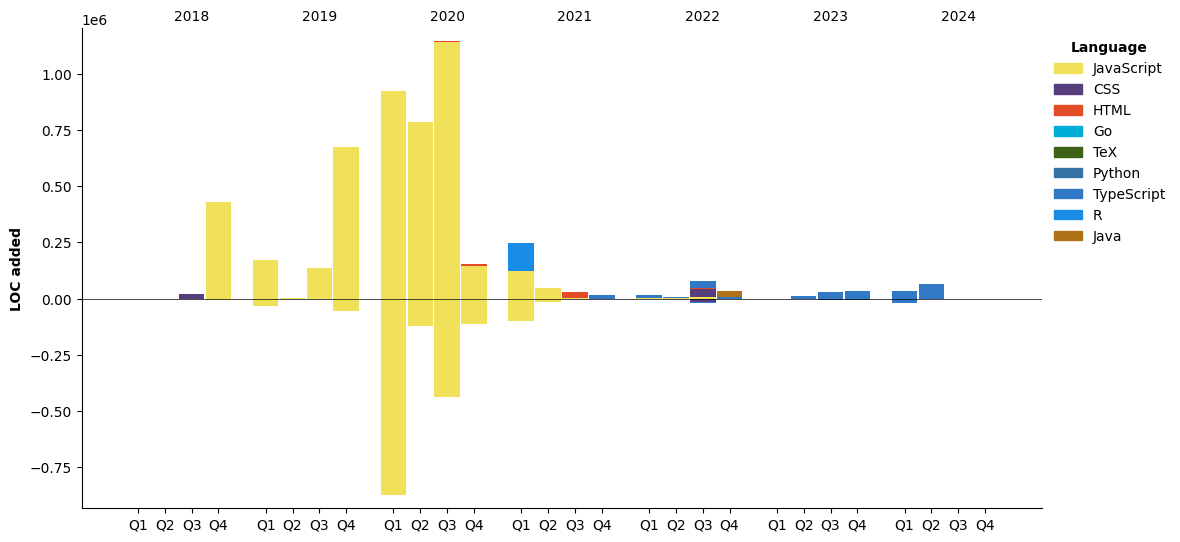 2018 2019 2020 2021 2022 2023 2024
1e6
Language
JavaScript
CSS
HTML
Go
TeX
Python
TypeScript
R
Java
LOC added
1.00
0.75
0.50
0.25
0.00
−0.25
−0.50
−0.75
Q1 Q2 Q3 Q4 Q1 Q2 Q3 Q4 Q1 Q2 Q3 Q4 Q1 Q2 Q3 Q4 Q1 Q2 Q3 Q4 Q1 Q2 Q3 Q4 Q1 Q2 Q3 Q4